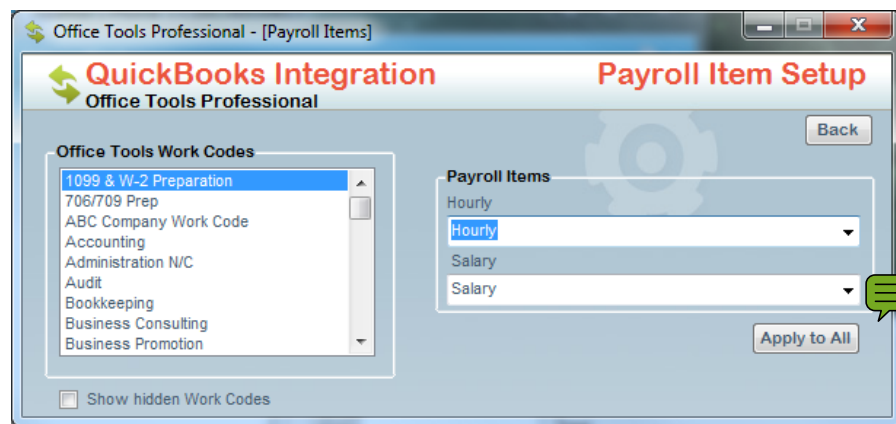 Office Tools Professional - [Payroll Items]
QuickBooks Integration
Payroll Item Setup
Office Tools Professional
Back
Office Tools Work Codes
1099 & W-2 Preparation
706/709 Prep
ABC Company Work Code
Accounting
Administration N/C
Audit
Bookkeeping
Business Consulting
Business Promotion
Show hidden Work Codes
Payroll Items
Hourly
Hourly
Salary
Salary
Apply to All